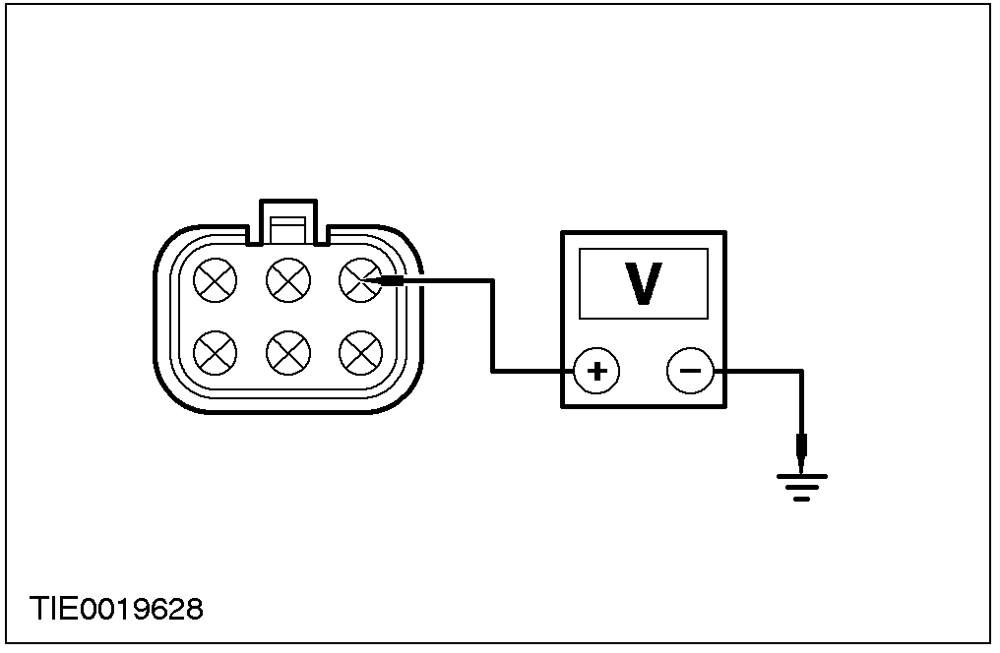 V
+ −
TIE0019628